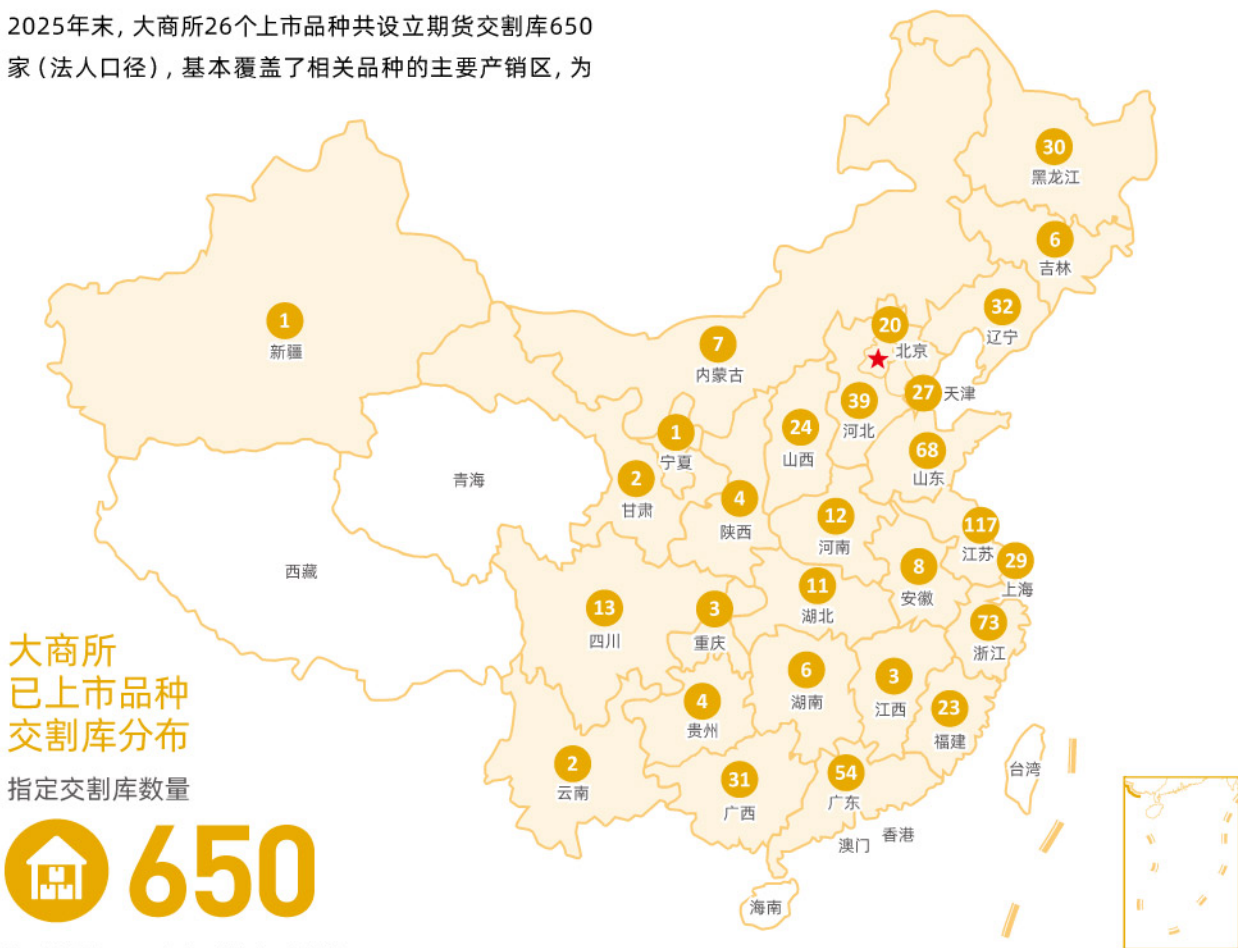 2025年末, 大商所26个上市品种共设立期货交割库650
家 (法人口径) , 基本覆盖了相关品种的主要产销区, 为
30
黑龙江
6
吉林
32
辽宁
1
新疆
20
北京
7
内蒙古
27
天津
39
河北
24
山西
1
宁夏
68
山东
2
甘肃
青海
4
陕西
12
河南
117
江苏
29
上海
8
安徽
11
湖北
西藏
13
四川
3
重庆
73
浙江
6
湖南
3
江西
4
贵州
23
福建
2
云南
31
广西
54
广东
台湾
香港
澳门
海南
大商所
已上市品种
交割库分布
指定交割库数量
650